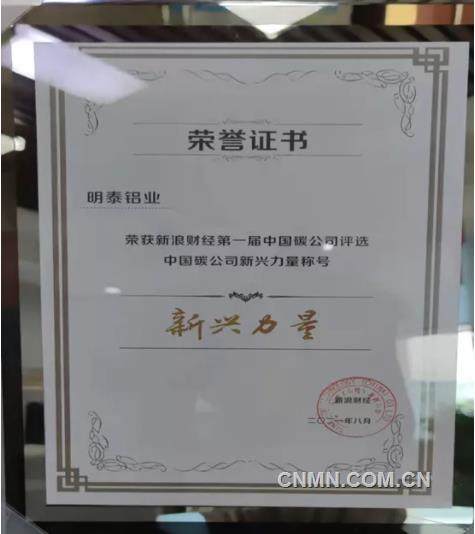 荣誉证书
明泰铝业
荣获新浪财经第一届中国碳公司评选
中国碳公司新兴力量称号
新兴力量
新浪财经
二〇二一年八月
CNMN.COM.CN